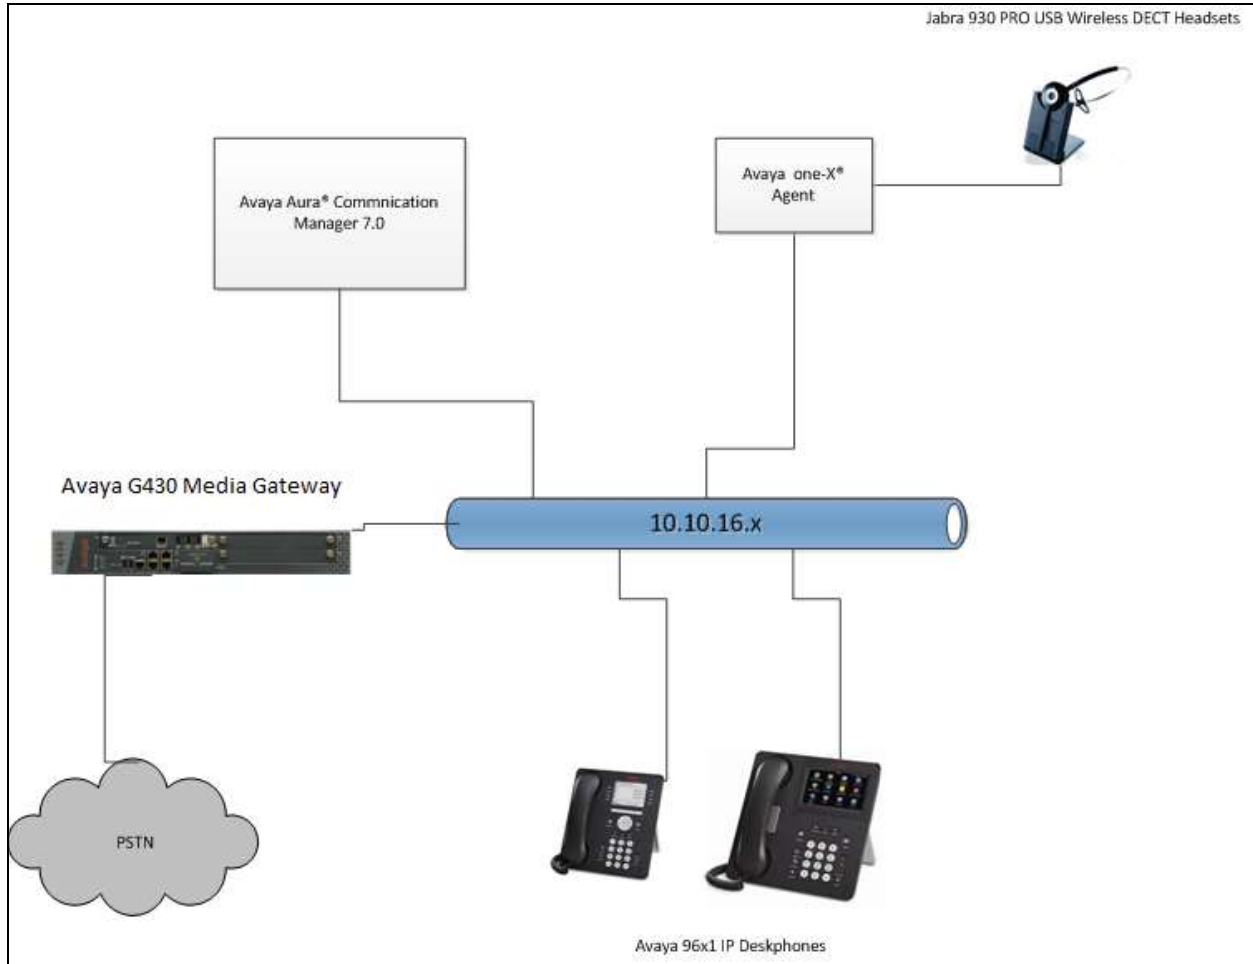 Jabra 930 PRO USB Wireless DECT Headsets
Avaya Aura® Commnication
Manager 7.0
Avaya one-X®
Agent
Avaya G430 Media Gateway
10.10.16.x
PSTN
Avaya 96x1 IP Deskphones